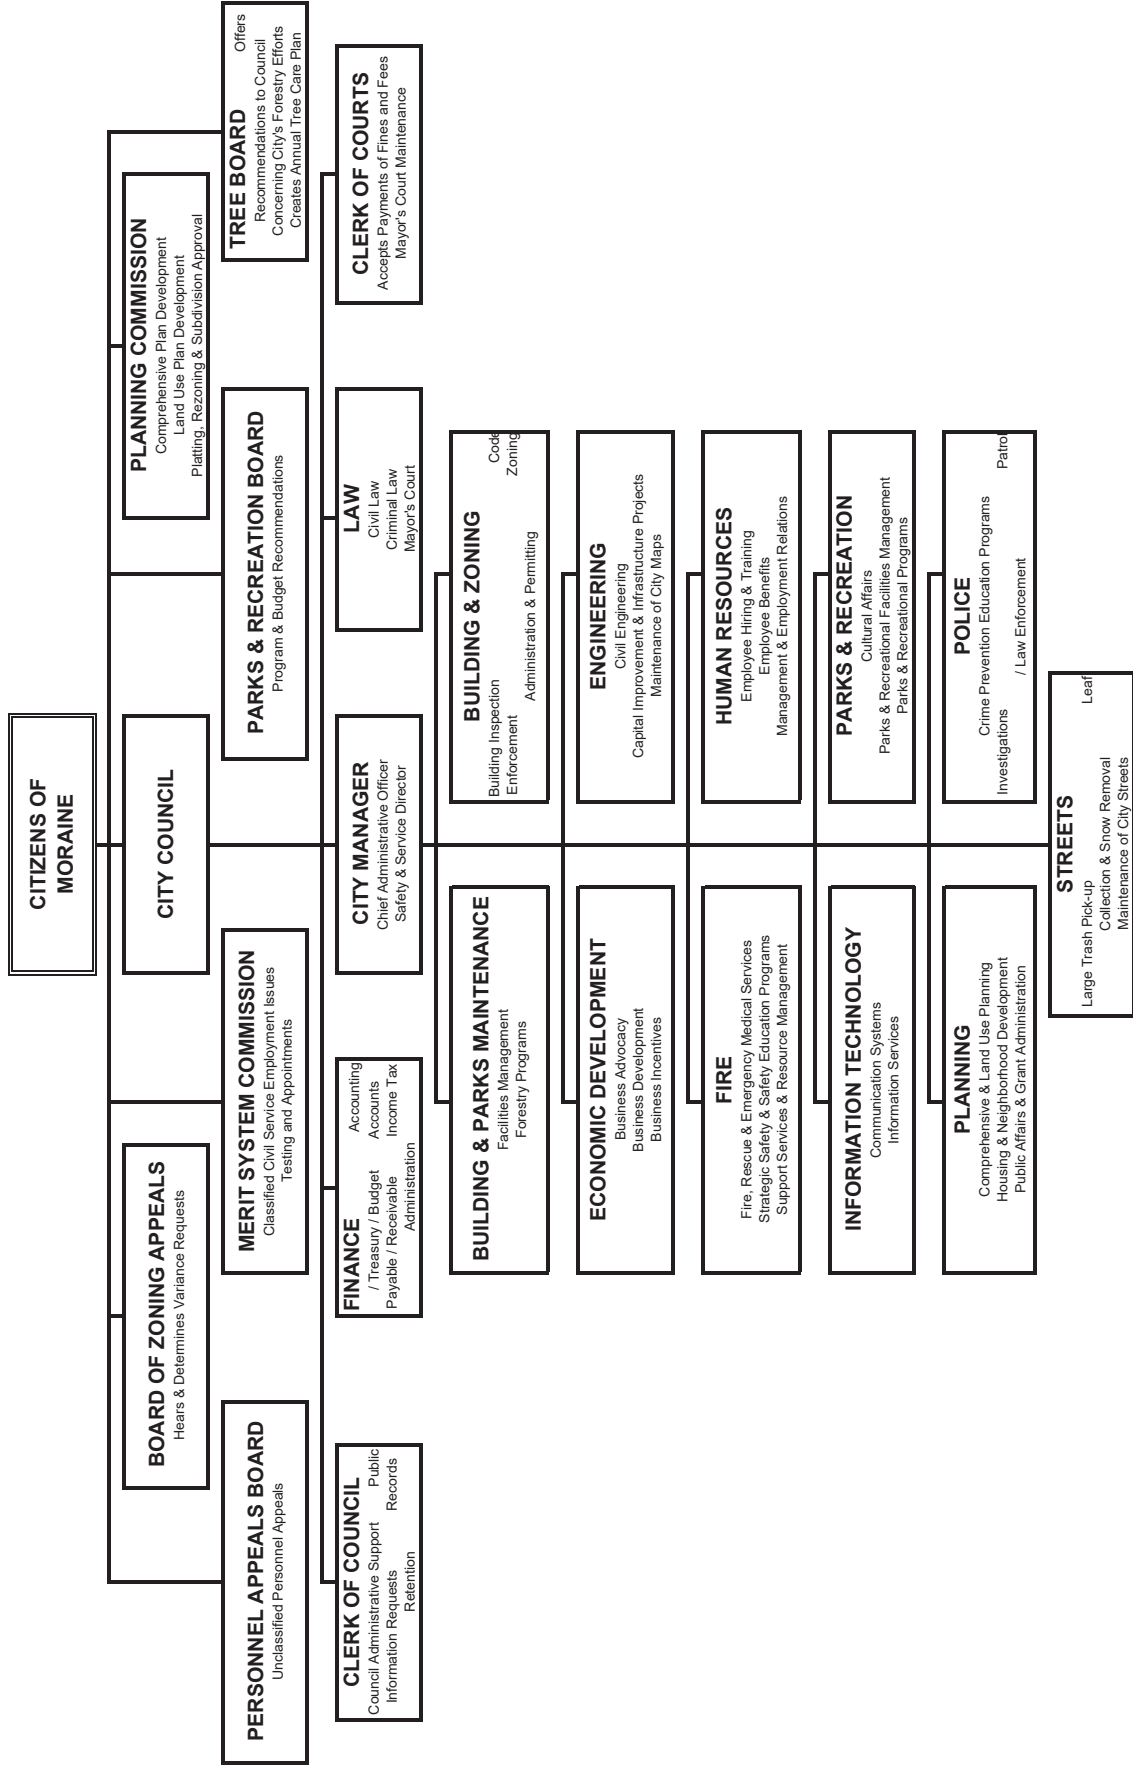 CITIZENS OF
MORAINE
CITY COUNCIL
BOARD OF ZONING APPEALS
Hears & Determines Variance Requests
PLANNING COMMISSION
Comprehensive Plan Development
Land Use Plan Development
Platting, Rezoning & Subdivision Approval
PERSONNEL APPEALS BOARD
Unclassified Personnel Appeals
MERIT SYSTEM COMMISSION
Classified Civil Service Employment Issues
Testing and Appointments
PARKS & RECREATION BOARD
Program & Budget Recommendations
TREE BOARD
Offers
Recommendations to Council
Concerning City's Forestry Efforts
Creates Annual Tree Care Plan
CLERK OF COUNCIL
Council Administrative Support Public
Information Requests Records
Retention
FINANCE
Accounting
/ Treasury / Budget Accounts
Payable / Receivable Income Tax
Administration
CITY MANAGER
Chief Administrative Officer
Safety & Service Director
LAW
Civil Law
Criminal Law
Mayor's Court
CLERK OF COURTS
Accepts Payments of Fines and Fees
Mayor's Court Maintenance
BUILDING & PARKS MAINTENANCE
Facilities Management
Forestry Programs
BUILDING & ZONING
Building Inspection Code
Enforcement Zoning
Administration & Permitting
ECONOMIC DEVELOPMENT
Business Advocacy
Business Development
Business Incentives
ENGINEERING
Civil Engineering
Capital Improvement & Infrastructure Projects
Maintenance of City Maps
FIRE
Fire, Rescue & Emergency Medical Services
Strategic Safety & Safety Education Programs
Support Services & Resource Management
HUMAN RESOURCES
Employee Hiring & Training
Employee Benefits
Management & Employment Relations
INFORMATION TECHNOLOGY
Communication Systems
Information Services
PARKS & RECREATION
Cultural Affairs
Parks & Recreational Facilities Management
Parks & Recreational Programs
PLANNING
Comprehensive & Land Use Planning
Housing & Neighborhood Development
Public Affairs & Grant Administration
POLICE
Crime Prevention Education Programs
Investigations Patrol
/ Law Enforcement
STREETS
Large Trash Pick-up Leaf
Collection & Snow Removal
Maintenance of City Streets